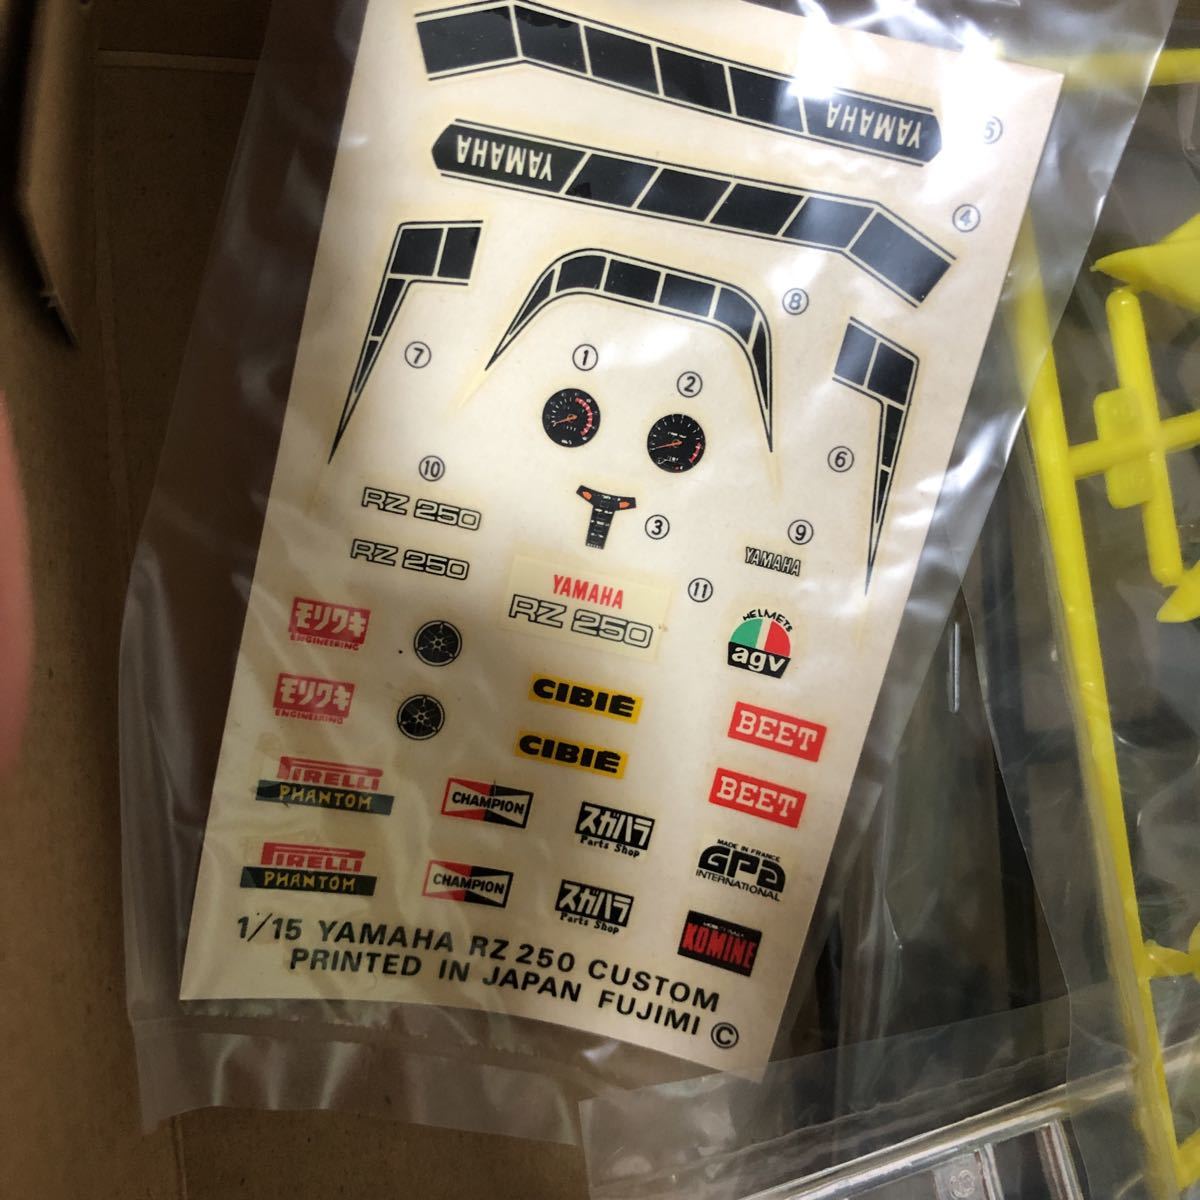 YAMAHA
⑤
YAMAHA
④
⑧
⑦
①
②
⑥
⑩
RZ 250
③
⑨
YAMAHA
RZ 250
⑪
YAMAHA
RZ 250
HELMETS
agv
モリワキ
ENGINEERING
CIBIÉ
モリワキ
ENGINEERING
BEET
CIBIÉ
PIRELLI
PHANTOM
CHAMPION
BEET
スガハラ
Parts Shop
MADE IN FRANCE
GPA
INTERNATIONAL
PIRELLI
PHANTOM
CHAMPION
スガハラ
Parts Shop
KOMINE
1/15 YAMAHA RZ 250 CUSTOM
PRINTED IN JAPAN FUJIMI ©